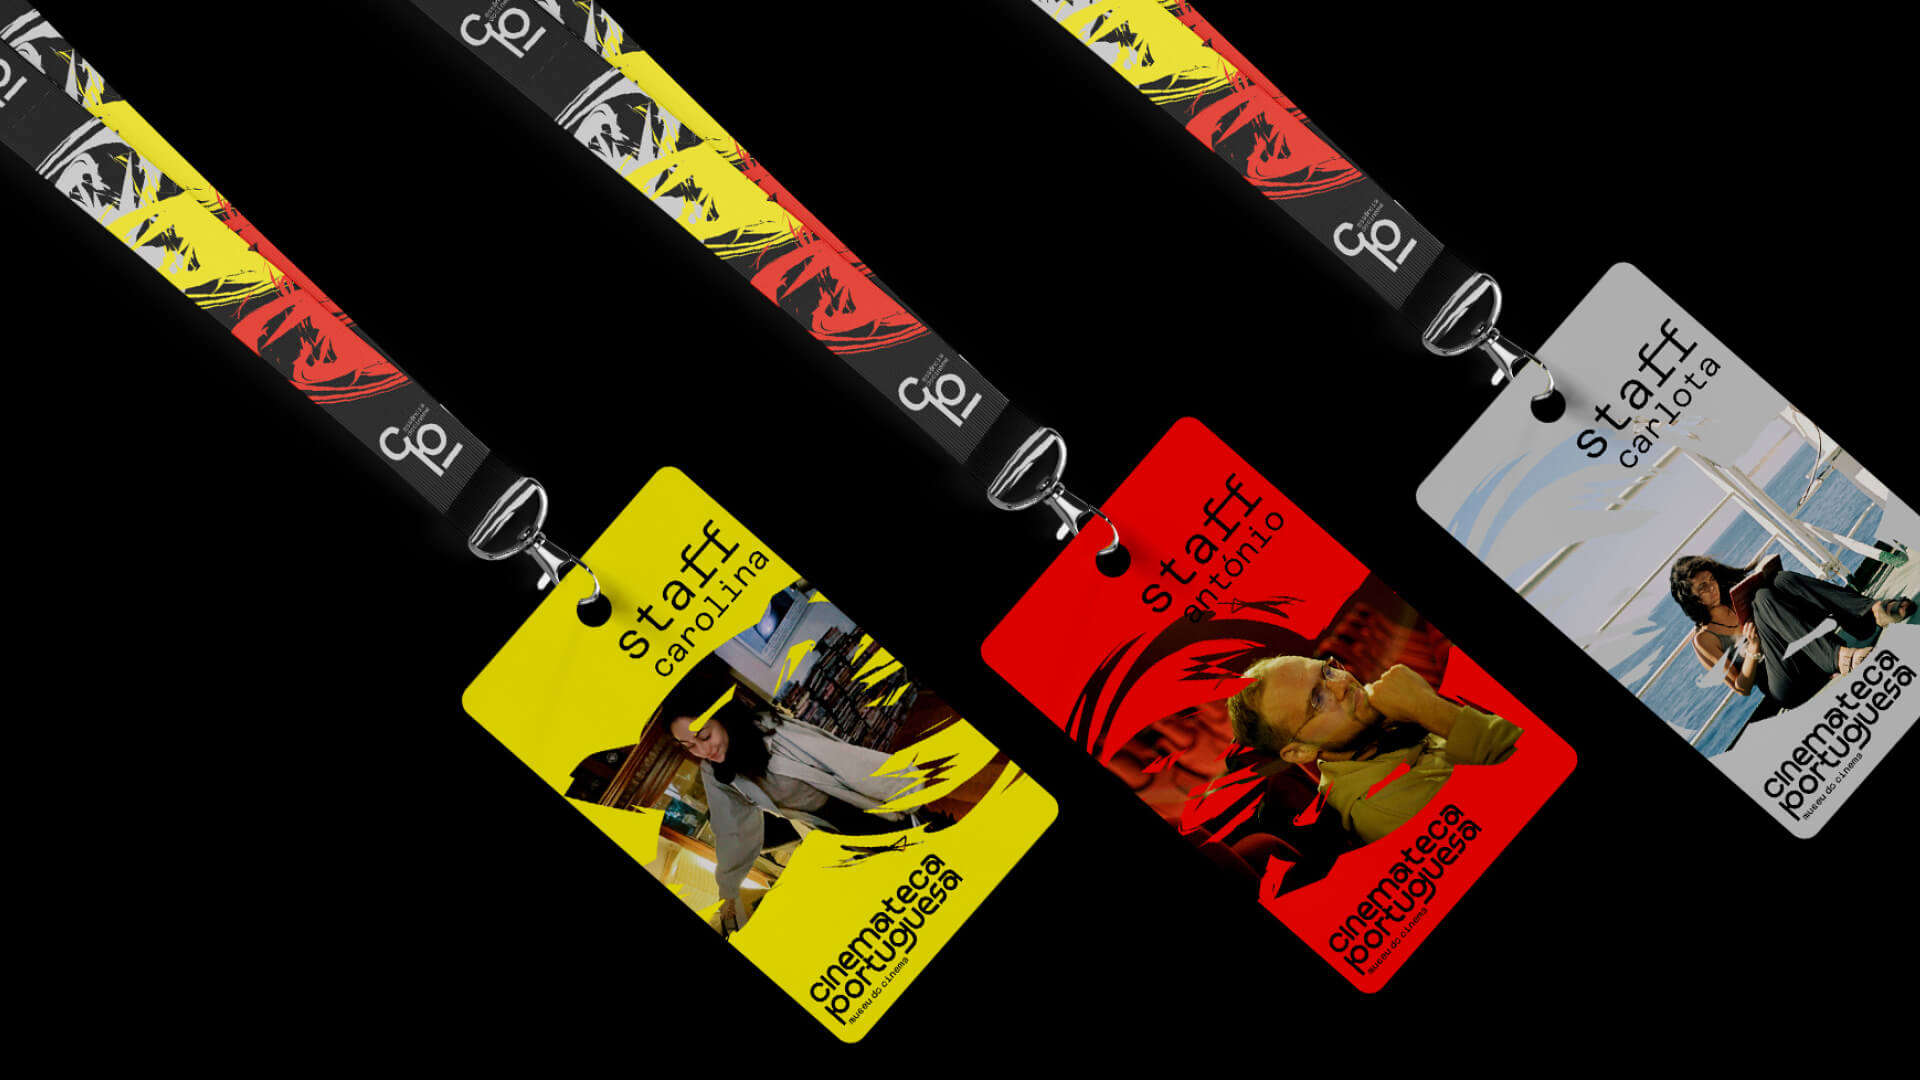 staff
carolina
cinemateca
portuguesa
museu do cinema
staff
antónio
cinemateca
portuguesa
museu do cinema
staff
carlota
cinemateca
portuguesa
museu do cinema